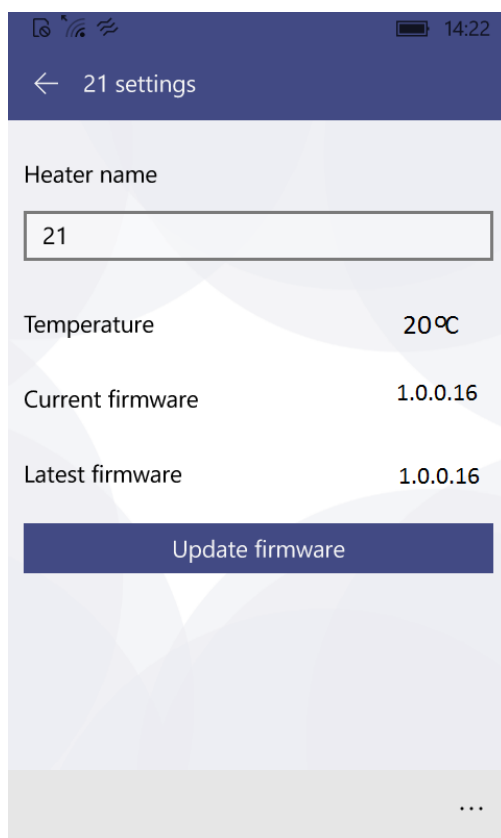 14:22
21 settings
Heater name
21
Temperature 20°C
Current firmware 1.0.0.16
Latest firmware 1.0.0.16
Update firmware
...